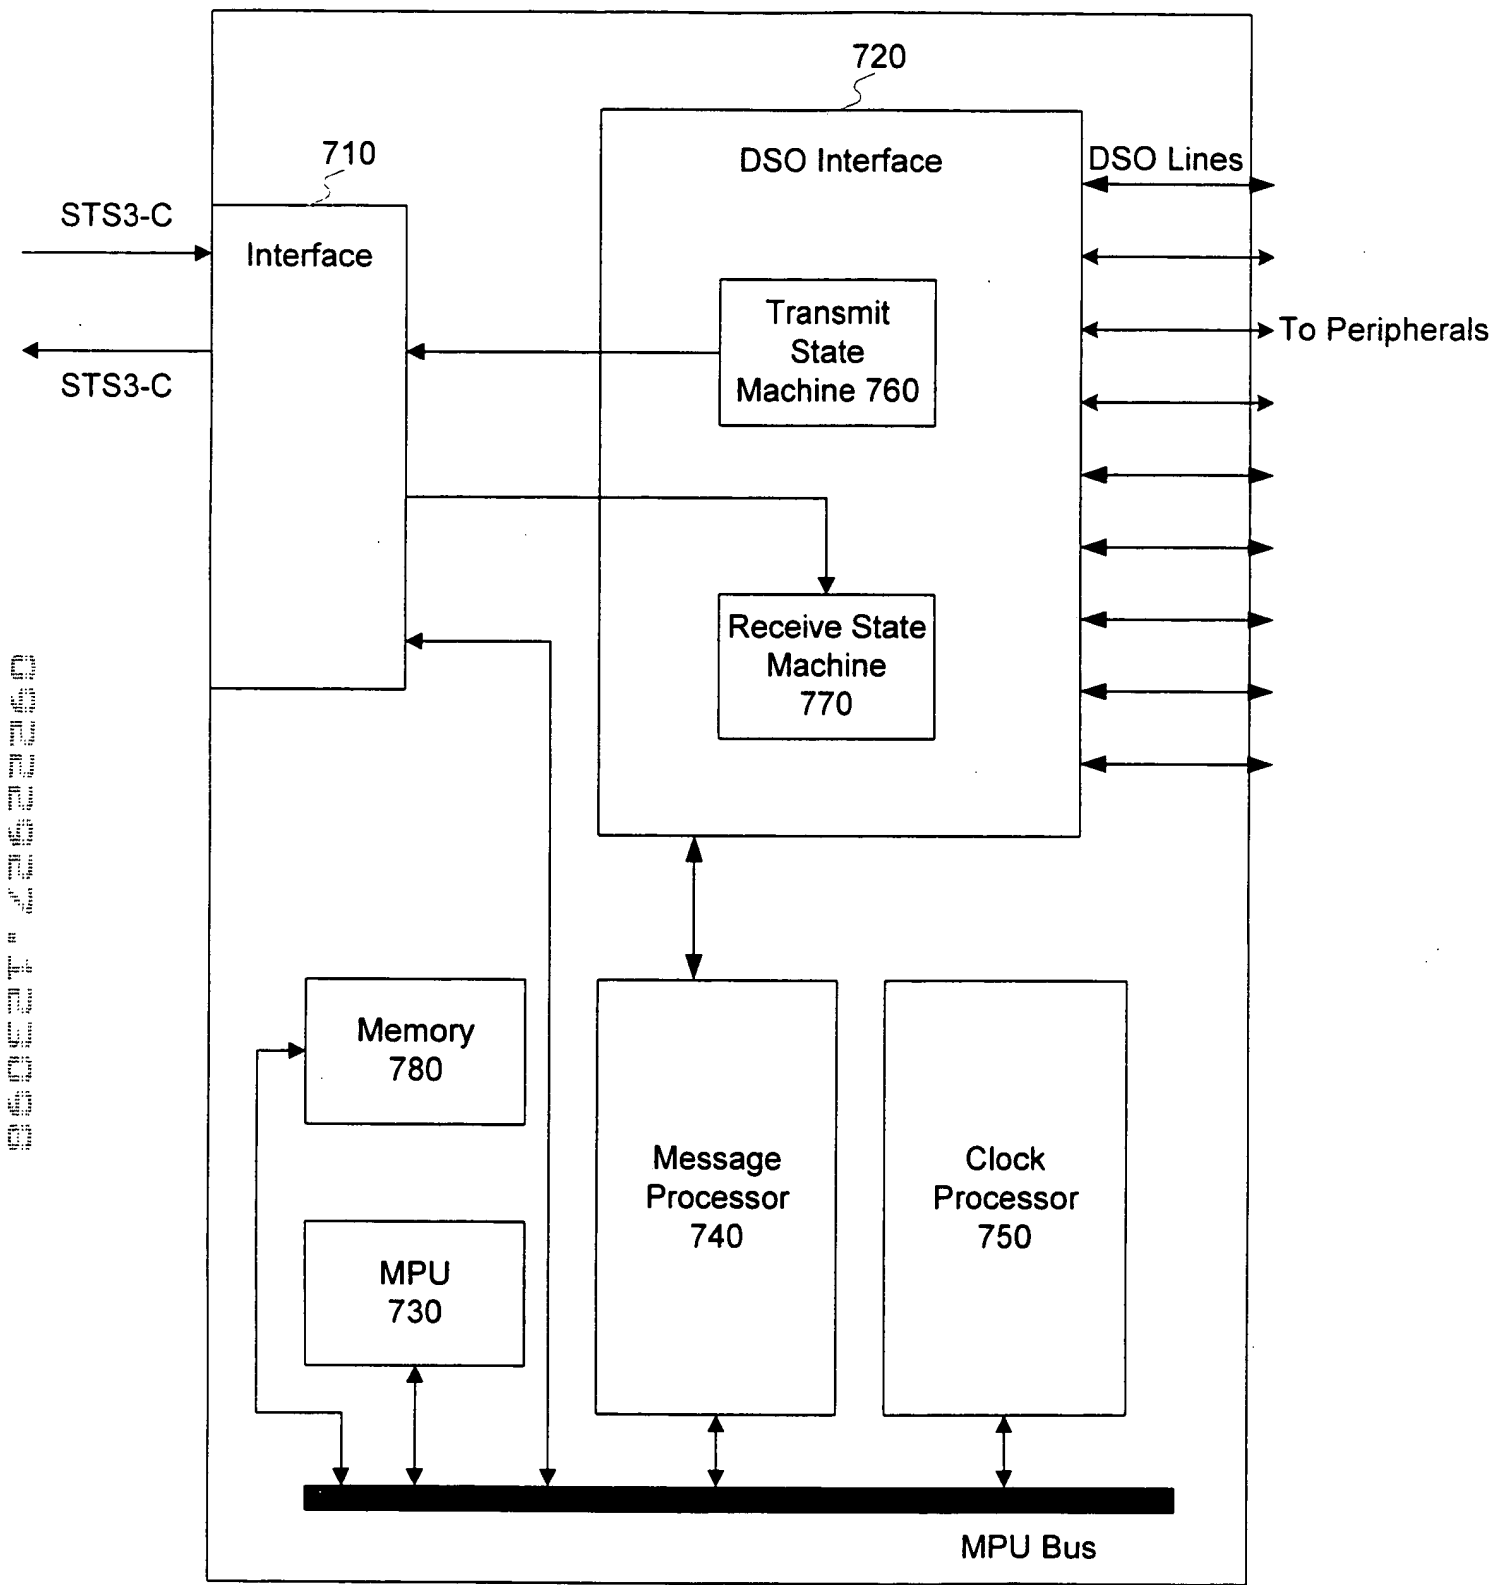 720
DSO Interface
DSO Lines
710
STS3-C
Interface
Transmit
State
Machine 760
To Peripherals
STS3-C
Receive State
Machine
770
Memory
780
Message
Processor
740
Clock
Processor
750
MPU
730
MPU Bus